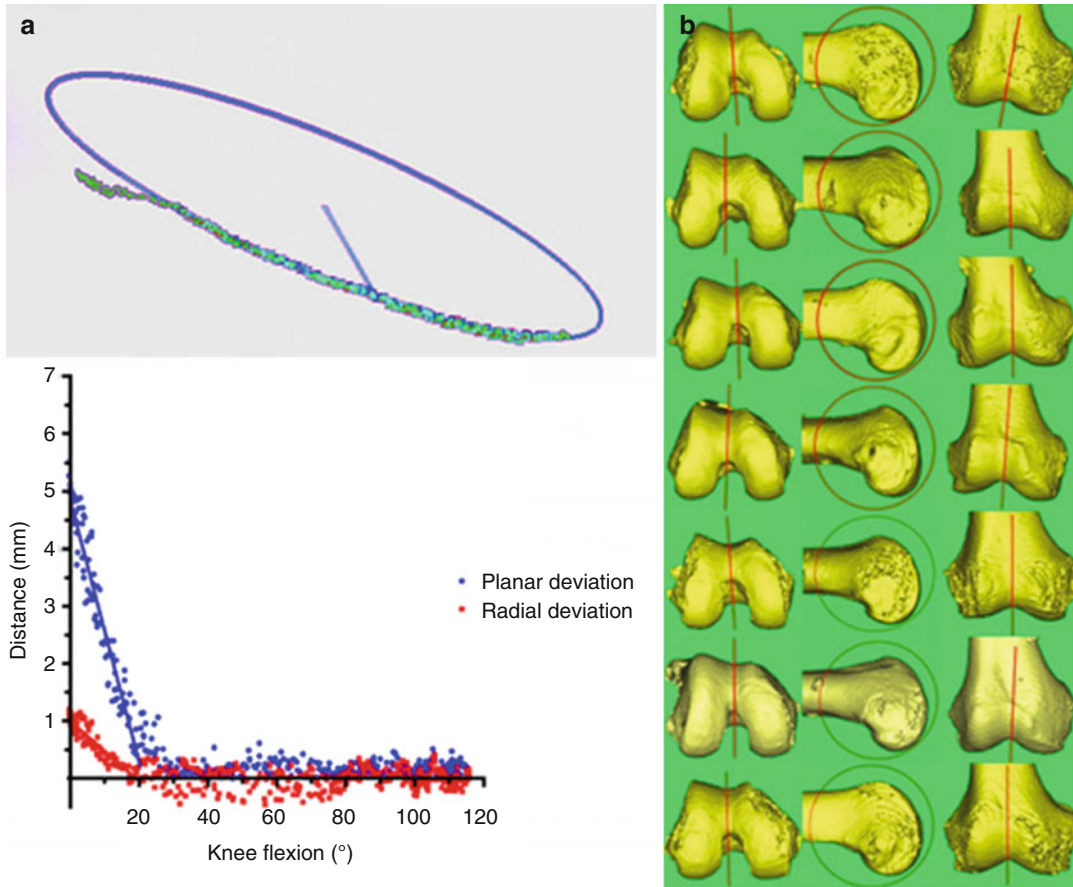 a
7
6
5
4
3
2
1
Distance (mm)
Planar deviation
Radial deviation
20 40 60 80 100 120
Knee flexion (°)
b